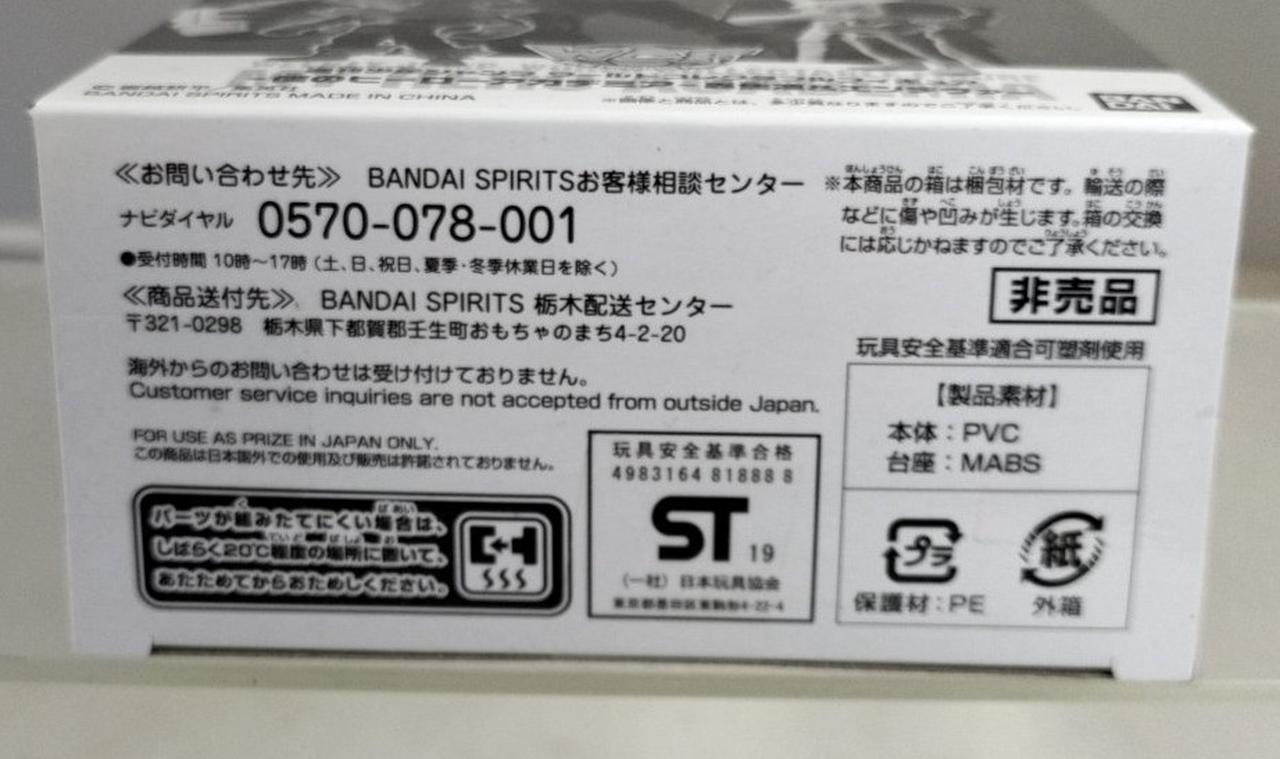 BANDAI SPIRITS MADE IN CHINA
BAN
DAI
≪お問い合わせ先≫ BANDAI SPIRITSお客様相談センター
ナビダイヤル 0570-078-001
●受付時間 10時～17時(土、日、祝日、夏季・冬季休業日を除く)
≪商品送付先≫ BANDAI SPIRITS 栃木配送センター
〒321-0298 栃木県下都賀郡壬生町おもちゃのまち4-2-20
海外からのお問い合わせは受け付けておりません。
Customer service inquiries are not accepted from outside Japan.
FOR USE AS PRIZE IN JAPAN ONLY.
この商品は日本国外での使用及び販売は許諾されておりません。
パーツが組みたてにくい場合は、
しばらく20℃程度の場所に置いて、
あたためてからおためしください。
玩具安全基準合格
4983164 81888 8
ST 19
(一社) 日本玩具協会
東京都墨田区東駒形4-22-4
※本商品の箱は梱包材です。輸送の際
などに傷や凹みが生じます。箱の交換
には応じかねますのでご了承ください。
非売品
玩具安全基準適合可塑剤使用
【製品素材】
本体：PVC
台座：MABS
プラ
保護材：PE
紙
外箱